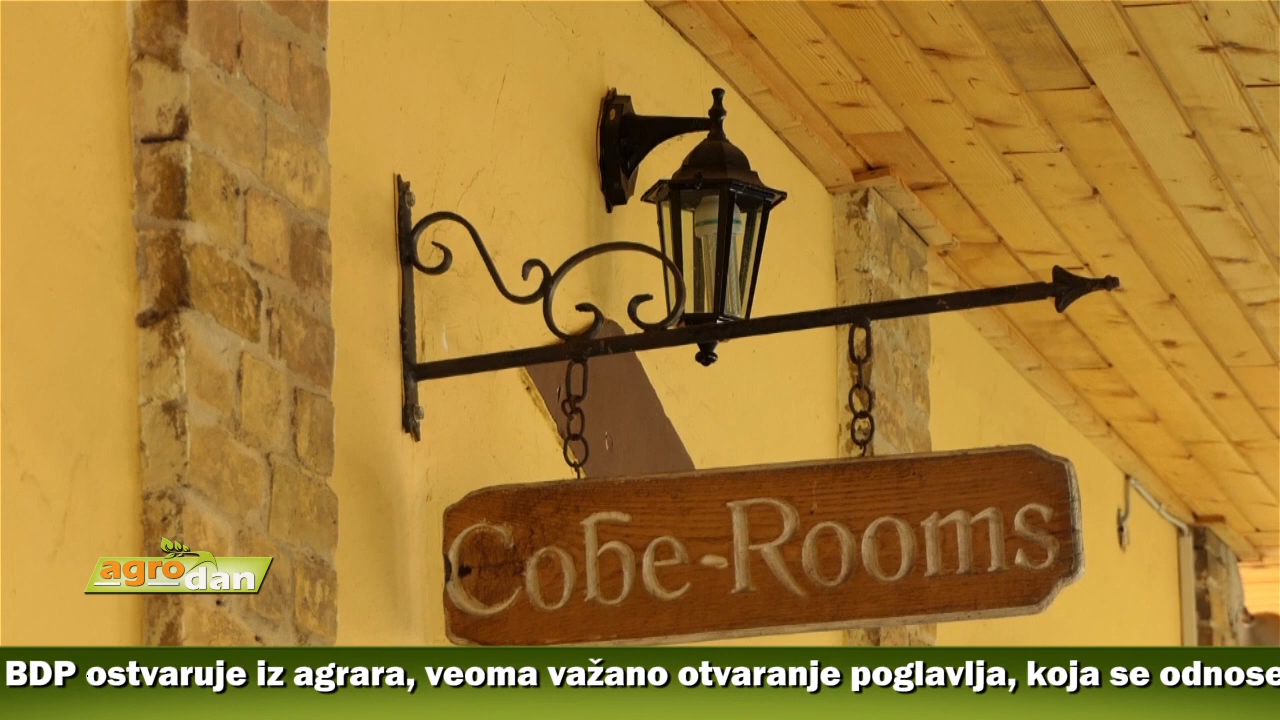 Собе-Rooms
agro
dan
BDP ostvaruje iz agrara, veoma važano otvaranje poglavlja, koja se odnose